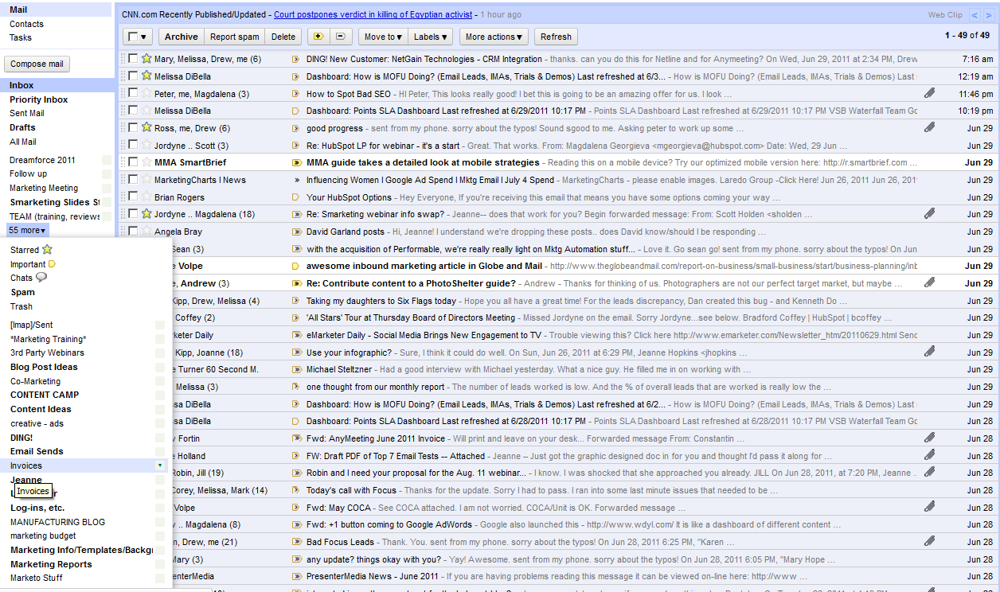 Mail
Contacts
Tasks
Compose mail
Inbox
Priority Inbox
Sent Mail
Drafts
All Mail
Dreamforce 2011
Follow up
Marketing Meeting
Smarketing Slides St
TEAM (training, reviews
55 more▾
Starred
Important
Chats
Spam
Trash
[Imap]/Sent
*Marketing Training*
3rd Party Webinars
Blog Post Ideas
Co-Marketing
CONTENT CAMP
Content Ideas
creative - ads
DING!
Email Sends
Invoices
Jeanne
Invoices
Log-ins, etc.
MANUFACTURING BLOG
marketing budget
Marketing Info/Templates/Backgr
Marketing Reports
Marketo Stuff
CNN.com Recently Published/Updated - Court postpones verdict in killing of Egyptian activist - 1 hour ago Web Clip < >
Archive Report spam Delete Move to▾ Labels▾ More actions▾ Refresh 1 - 49 of 49
Mary, Melissa, Drew, me (6) DING! New Customer: NetGain Technologies - CRM Integration - thanks. can you do this for Netline and for Anymeeting? On Wed, Jun 29, 2011 at 2:34 PM, Drew 7:16 am
Melissa DiBella Dashboard: How is MOFU Doing? (Email Leads, IMAs, Trials & Demos) Last refreshed at 6/3... - How is MOFU Doing? (Email Leads, IMAs, Trials & Demos) Last 12:19 am
Peter, me, Magdalena (3) How to Spot Bad SEO - HI Peter, This looks really good! I bet this is going to be an amazing offer for us. I look ... 11:46 pm
Melissa DiBella Dashboard: Points SLA Dashboard Last refreshed at 6/29/2011 10:17 PM - Points SLA Dashboard Last refreshed at 6/29/2011 10:17 PM VSB Waterfall Team Go 10:19 pm
Ross, me, Drew (6) good progress - sent from my phone. sorry about the typos! Sound sgood to me. Asking peter to work up some ... Jun 29
Jordyne .. Scott (3) Re: HubSpot LP for webinar - it's a start - Great. That works. From: Magdalena Georgieva <mgeorgieva@hubspot.com> Date: Wed, 29 Jun ... Jun 29
MMA SmartBrief MMA guide takes a detailed look at mobile strategies - Reading this on a mobile device? Try our optimized mobile version here: http://r.smartbrief.com ... Jun 29
MarketingCharts I News » Influencing Women I Google Ad Spend I Mktg Email I July 4 Spend - MarketingCharts - please enable images. Laredo Group -Click Here! Jun 26, 2011 Jun 26, 201 Jun 29
Brian Rogers Your HubSpot Options - Hey Everyone, If you're receiving this email that means you have some options coming your way ... Jun 29
Jordyne .. Magdalena (18) Re: Smarketing webinar info swap? - Jeanne-- does that work for you? Begin forwarded message: From: Scott Holden <sholden ... Jun 29
Angela Bray David Garland posts - Hi, Jeanne! I understand we're dropping these posts.. does David know/should I be responding ... Jun 29
Sean (3) with the acquisition of Performable, we're really really light on Mktg Automation stuff... - Love it. Go sean go! sent from my phone. sorry about the typos! On Jun Jun 29
e Volpe awesome inbound marketing article in Globe and Mail - http://www.theglobeandmail.com/report-on-business/small-business/start/business-planning/inb Jun 29
e, Andrew (3) Re: Contribute content to a PhotoShelter guide? - Andrew - Thanks for thinking of us. Photographers are not our perfect target market, but maybe ... Jun 29
Kipp, Drew, Melissa (4) Taking my daughters to Six Flags today - Hope you all have a great time! For the leads discrepancy, Dan created this bug - and Kenneth Do ... Jun 29
Coffey (2) 'All Stars' Tour at Thursday Board of Directors Meeting - Missed Jordyne on the email. Sorry Jordyne...see below. Bradford Coffey | HubSpot | bcoffey ... Jun 29
keter Daily eMarketer Daily - Social Media Brings New Engagement to TV - Trouble viewing this? Click here http://www.emarketer.com/Newsletter_htm/20110629.html Send Jun 29
Kipp, Joanne (18) Use your infographic? - Sure, I think it could do well. On Sun, Jun 26, 2011 at 6:29 PM, Jeanne Hopkins <jhopkins ... Jun 29
e Turner 60 Second M. Michael Steltzner - Had a good interview with Michael yesterday. What a nice guy. He filled me in on working with ... Jun 29
Melissa (3) one thought from our monthly report - The number of leads worked is low. And the % of overall leads that are worked is really low the ... Jun 29
sa DiBella Dashboard: How is MOFU Doing? (Email Leads, IMAs, Trials & Demos) Last refreshed at 6/2... - How is MOFU Doing? (Email Leads, IMAs, Trials & Demos) Last Jun 29
sa DiBella Dashboard: Points SLA Dashboard Last refreshed at 6/28/2011 10:17 PM - Points SLA Dashboard Last refreshed at 6/28/2011 10:17 PM VSB Waterfall Team Go Jun 28
v Fortin Fwd: AnyMeeting June 2011 Invoice - Will print and leave on your desk... Forwarded message From: Constantin ... Jun 28
e Holland FW: Draft PDF of Top 7 Email Tests -- Attached - Jeanne -- Just got the graphic designed doc in for you and thought I'd pass it along for ... Jun 28
Robin, Jill (19) Robin and I need your proposal for the Aug. 11 webinar... - I know. I was shocked that she approached you already. JILL On Jun 28, 2011, at 7:20 PM, Jeanne .. Jun 28
Corey, Melissa, Mark (14) Today's call with Focus - Thanks for the update. Sorry I had to pass. I ran into some last minute issues that needed to be ... Jun 28
Volpe Fwd: May COCA - See COCA attached. I am not worried. COCA/Unit is OK. Forwarded message ... Jun 28
.. Magdalena (8) Fwd: +1 button coming to Google AdWords - Google also launched this - http://www.wdyl.com/ It is like a dashboard of different content ... Jun 28
n, Drew, me (21) Bad Focus Leads - Thank. You. sent from my phone. sorry about the typos! On Jun 28, 2011 6:25 PM, "Karen ... Jun 28
Mary (3) any update? things okay with you? - Yay! Awesome. sent from my phone. sorry about the typos! On Jun 28, 2011 6:05 PM, "Mary Hope ... Jun 28
enterMedia PresenterMedia News - June 2011 - If you are having problems reading this message it can be viewed on-line here: http://www ... Jun 28